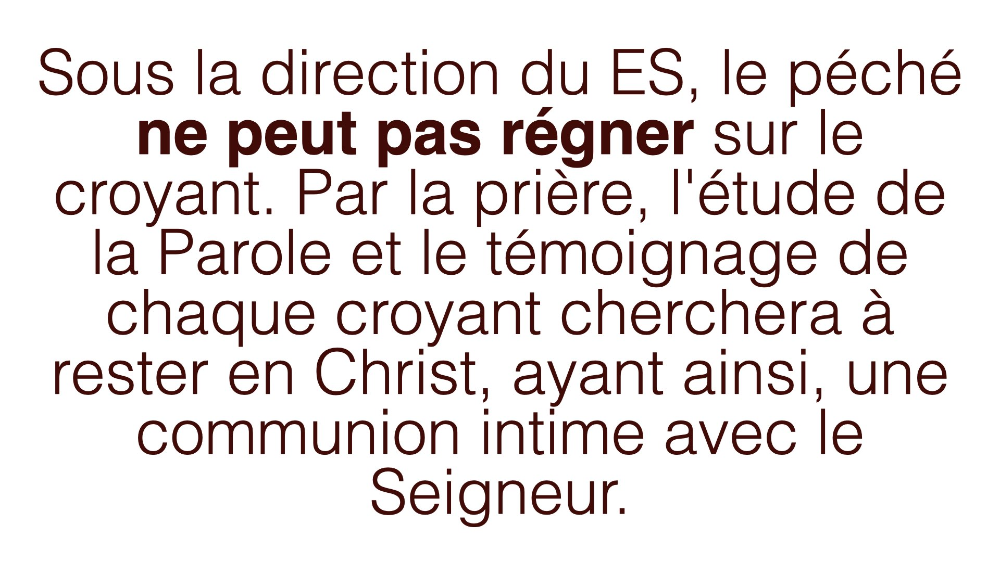 Sous la direction du ES, le péché
ne peut pas régner sur le
croyant. Par la prière, l'étude de
la Parole et le témoignage de
chaque croyant cherchera à
rester en Christ, ayant ainsi, une
communion intime avec le
Seigneur.